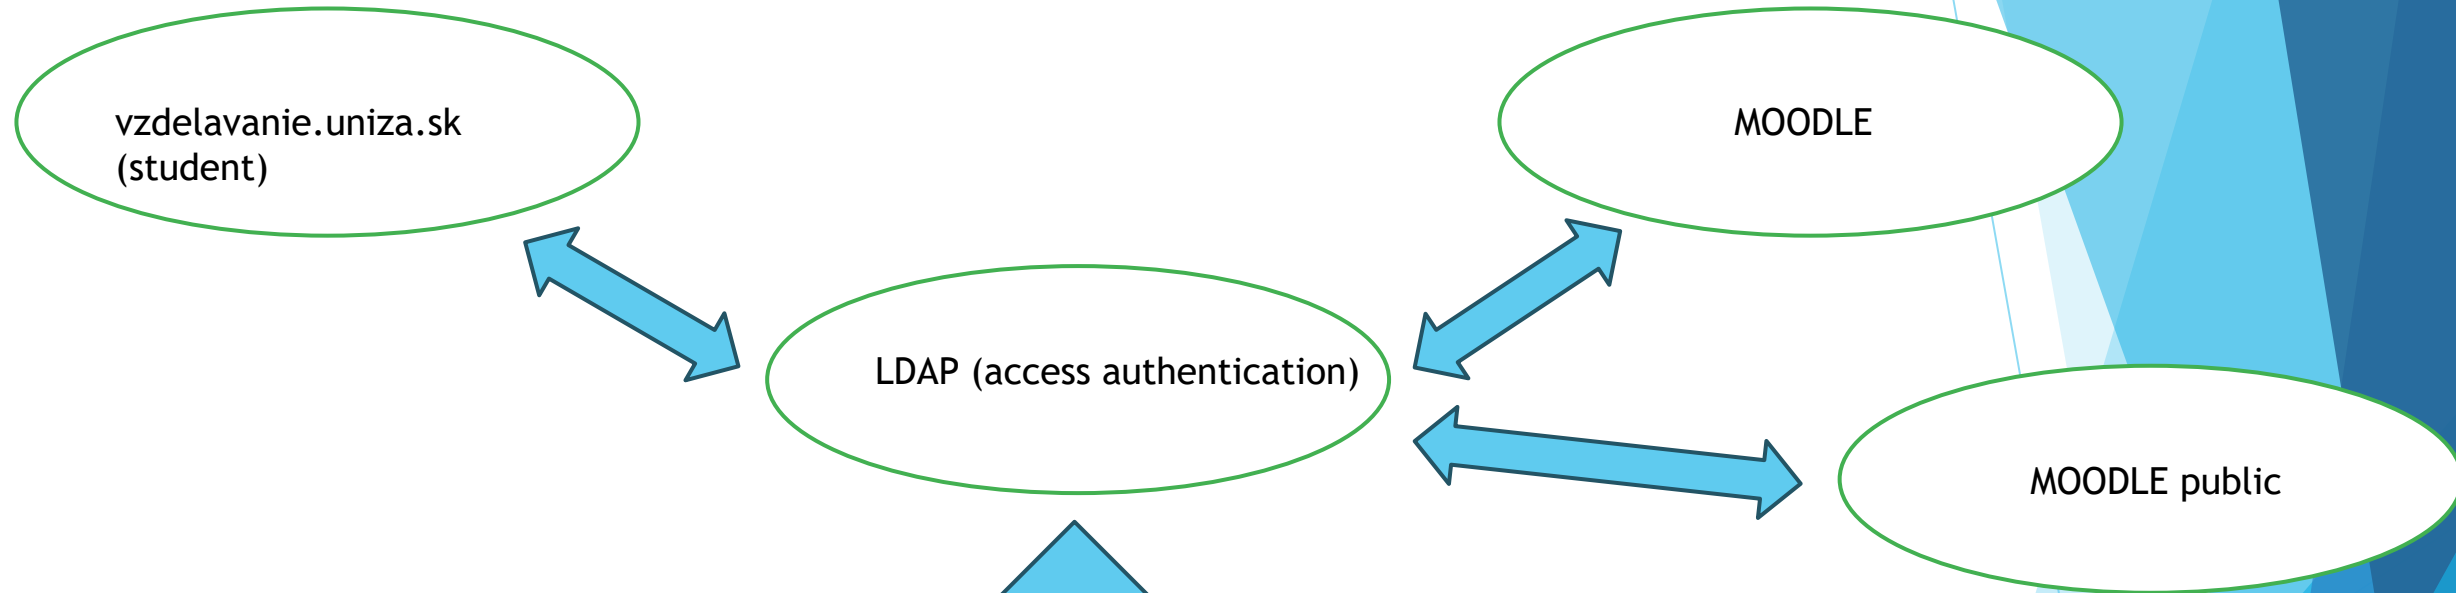 vzdelavanie.uniza.sk
(student)
MOODLE
LDAP (access authentication)
MOODLE public